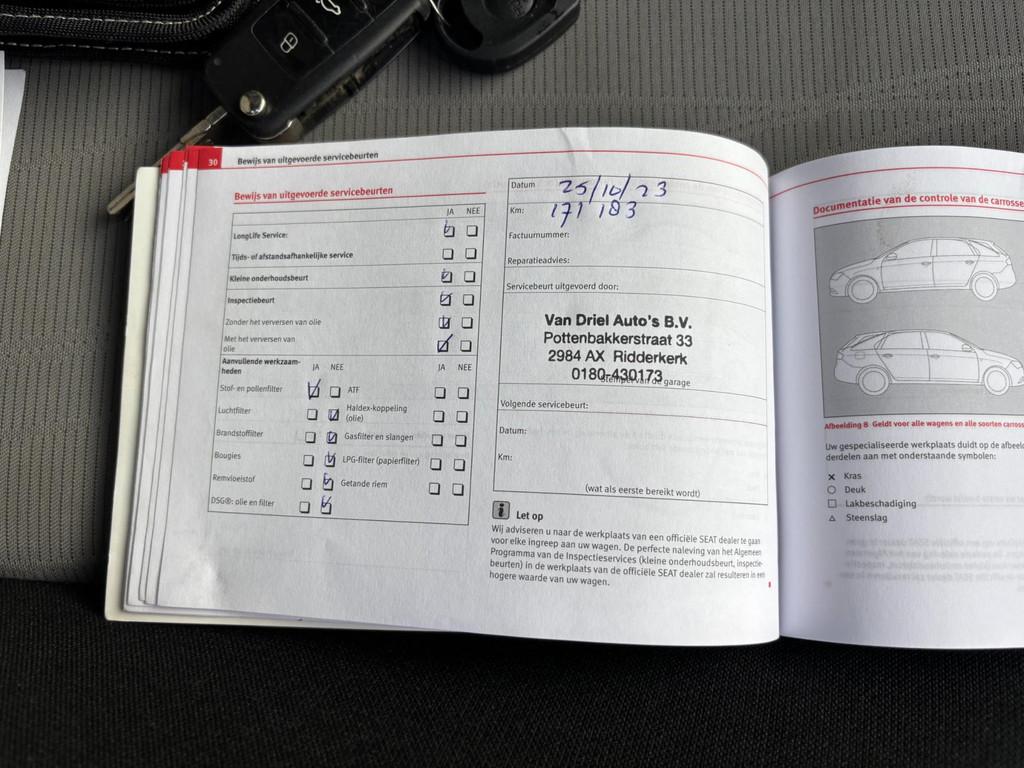 30 Bewijs van uitgevoerde servicebeurten
Bewijs van uitgevoerde servicebeurten
JA NEE
LongLife Service:
Tijds- of afstandsafhankelijke service
Kleine onderhoudsbeurt
Inspectiebeurt
Zonder het verversen van olie
Met het verversen van
olie
Aanvullende werkzaam-
heden
JA NEE
JA NEE
Stof- en pollenfilter
ATF
Luchtfilter
Haldex-koppeling
(olie)
Brandstoffilter
Gasfilter en slangen
Bougies
LPG-filter (papierfilter)
Remvloeistof
Getande riem
DSG®: olie en filter
Datum 25/10/23
Km: 171 183
Factuurnummer:
Reparatieadvies:
Servicebeurt uitgevoerd door:
Van Driel Auto's B.V.
Pottenbakkerstraat 33
2984 AX Ridderkerk
0180-430173
Stempel van de garage
Volgende servicebeurt:
Datum:
Km:
(wat als eerste bereikt wordt)
i Let op
Wij adviseren u naar de werkplaats van een officiële SEAT dealer te gaan
voor elke ingreep aan uw wagen. De perfecte naleving van het Algemeen
Programma van de Inspectieservices (kleine onderhoudsbeurt, inspectie-
beurten) in de werkplaats van de officiële SEAT dealer zal resulteren in een
hogere waarde van uw wagen.
Documentatie van de controle van de carrosse
Afbeelding 8 Geldt voor alle wagens en alle soorten carross
Uw gespecialiseerde werkplaats duidt op de afbeel
derdelen aan met onderstaande symbolen:
Kras
Deuk
Lakbeschadiging
Steenslag